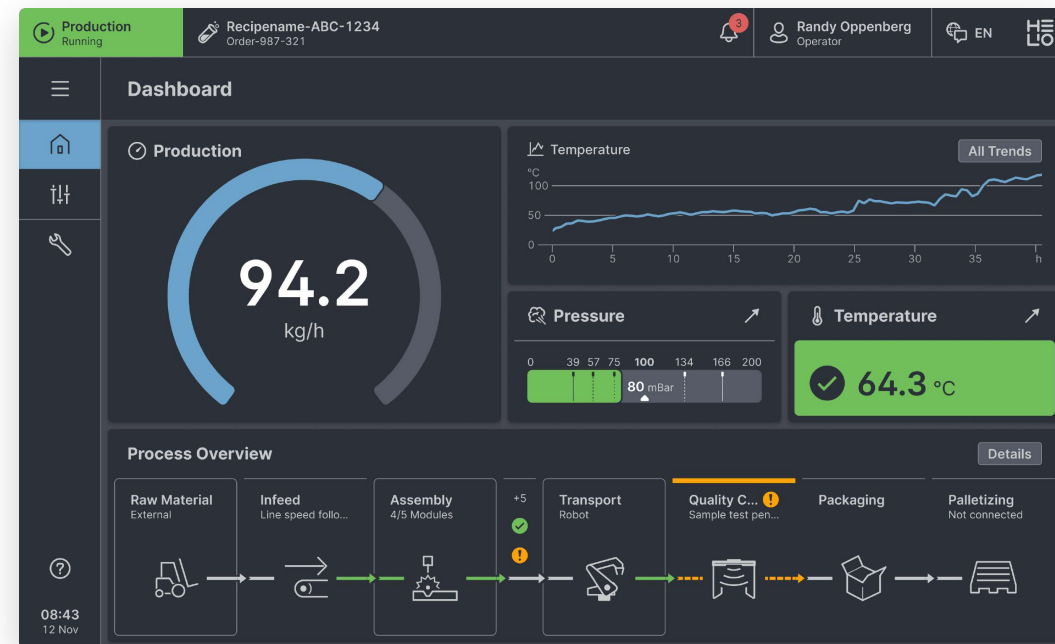 Production
Running
Recipename-ABC-1234
Order-987-321
3
Randy Oppenberg
Operator
EN
HELIO
Dashboard
Production
94.2
kg/h
Temperature
All Trends
°C
100
50
0
0 5 10 15 20 25 30 35 h
Pressure
0 39 57 75 100 134 166 200
80 mBar
Temperature
64.3 °C
Process Overview
Details
Raw Material
External
Infeed
Line speed follo...
Assembly
4/5 Modules
+5
Transport
Robot
Quality C...
Sample test pen...
Packaging
Palletizing
Not connected
08:43
12 Nov